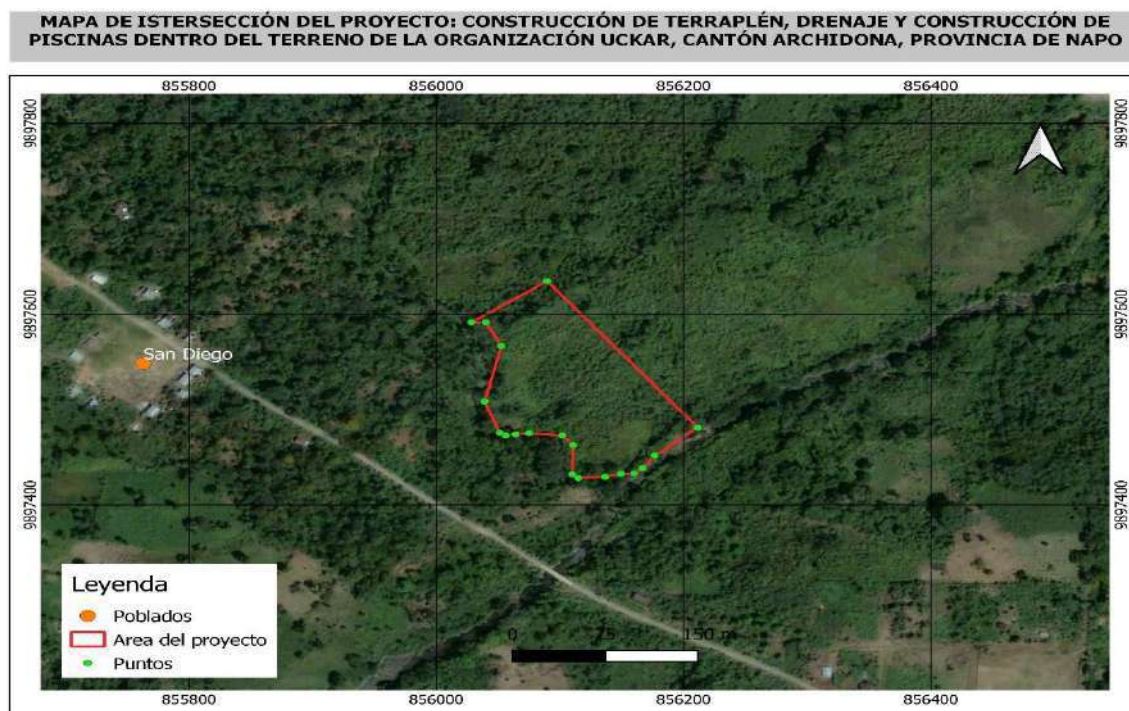 MAPA DE ISTERSECCIÓN DEL PROYECTO: CONSTRUCCIÓN DE TERRAPLÉN, DRENAJE Y CONSTRUCCIÓN DE
PISCINAS DENTRO DEL TERRENO DE LA ORGANIZACIÓN UCKAR, CANTÓN ARCHIDONA, PROVINCIA DE NAPO
855800 856000 856200 856400
9897800 9897800
9897600 9897600
San Diego
9897400 9897400
Leyenda
Poblados
Area del proyecto
Puntos
0 75 150 m
855800 856000 856200 856400